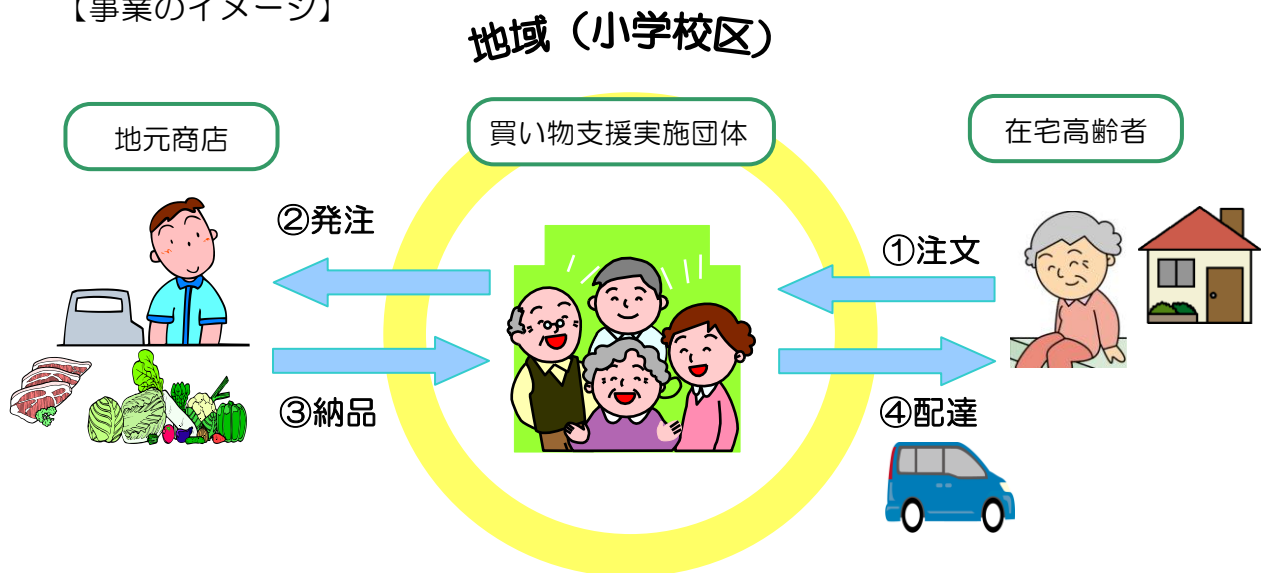 【事業のイメージ】
地域（小学校区）
地元商店
買い物支援実施団体
在宅高齢者
②発注
①注文
③納品
④配達